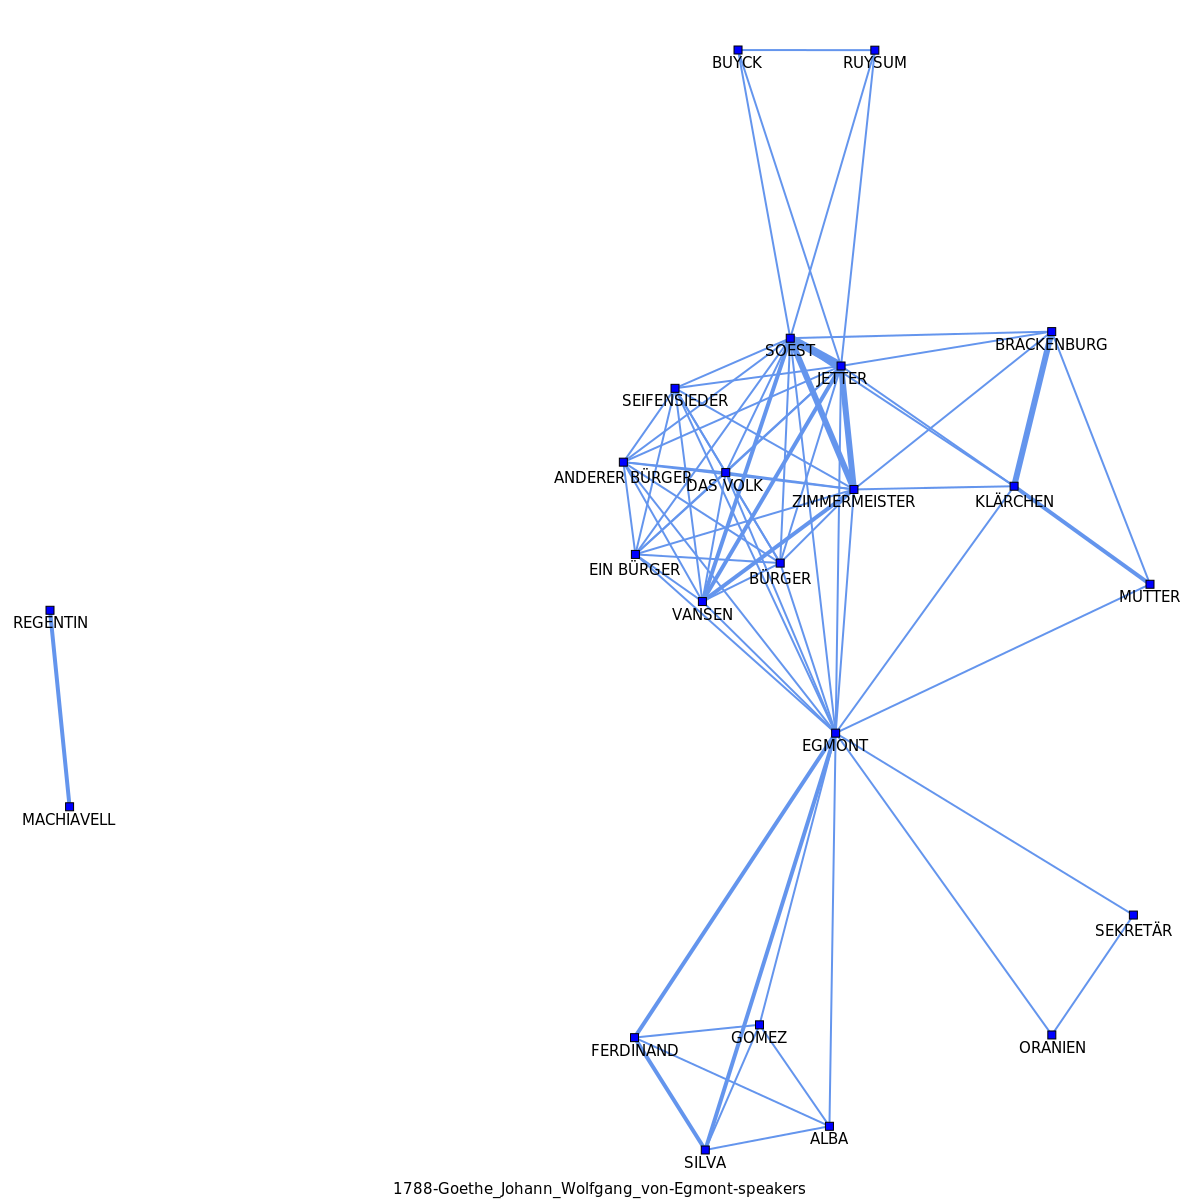 BUYCK
RUYSUM
SOEST
BRACKENBURG
JETTER
SEIFENSIEDER
ANDERER BÜRGER
DAS VOLK
ZIMMERMEISTER
KLÄRCHEN
EIN BÜRGER
BÜRGER
MUTTER
VANSEN
REGENTIN
EGMONT
MACHIAVELL
SEKRETÄR
GOMEZ
FERDINAND
ORANIEN
ALBA
SILVA
1788-Goethe_Johann_Wolfgang_von-Egmont-speakers